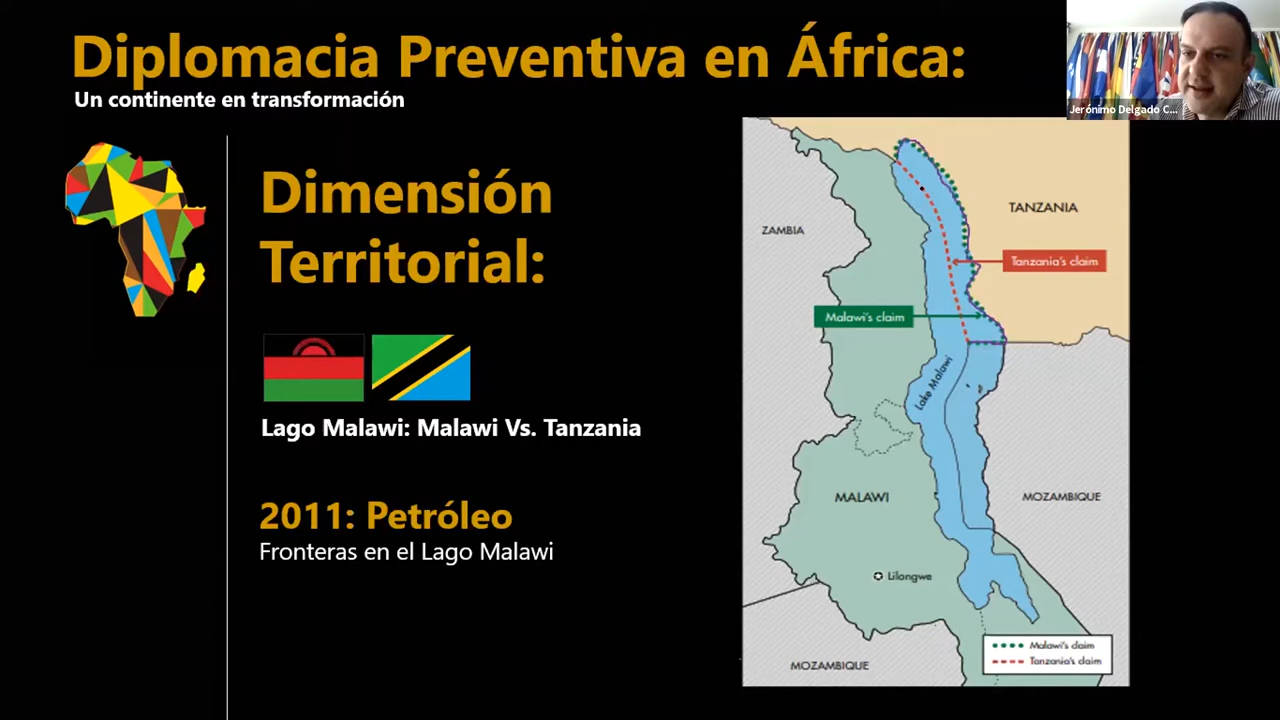 Diplomacia Preventiva en África:
Un continente en transformación
Jerónimo Delgado C...
Dimensión
Territorial:
Lago Malawi: Malawi Vs. Tanzania
2011: Petróleo
Fronteras en el Lago Malawi
TANZANIA
ZAMBIA
Tanzania's claim
Malawi's claim
Lake Malawi
MALAWI
MOZAMBIQUE
Lilongwe
Malawi's claim
Tanzania's claim
MOZAMBIQUE